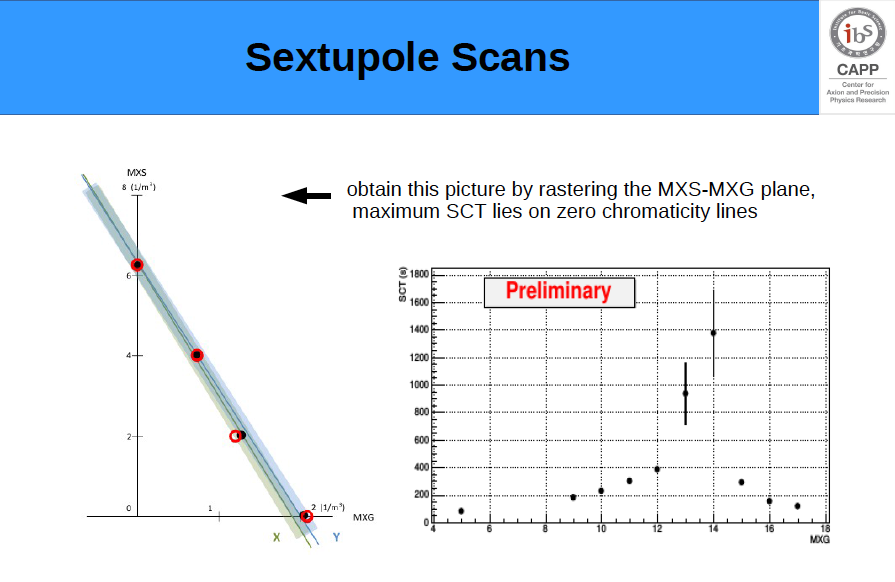 Sextupole Scans
ibs
CAPP
Center for
Axion and Precision
Physics Research
obtain this picture by rastering the MXS-MXG plane,
maximum SCT lies on zero chromaticity lines
MXS
8 (1/m³)
6
4
2
0
1
2 (1/m³)
MXG
X
Y
SCT (s)
Preliminary
1800
1600
1400
1200
1000
800
600
400
200
0
4
6
8
10
12
14
16
18
MXG